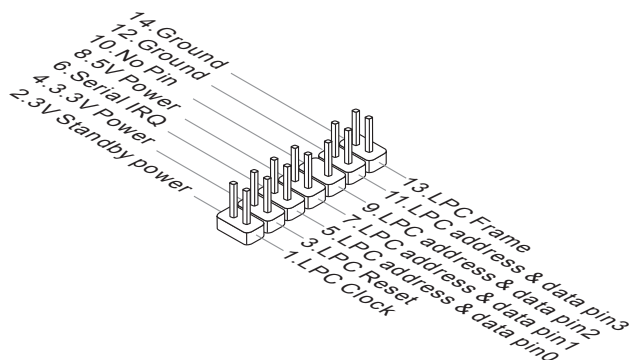 14.Ground
12.Ground
10.No Pin
8.5V Power
6.Serial IRQ
4.3.3V Power
2.3V Standby power
13.LPC Frame
11.LPC address & data pin3
9.LPC address & data pin2
7.LPC address & data pin1
5.LPC address & data pin0
3.LPC Reset
1.LPC Clock